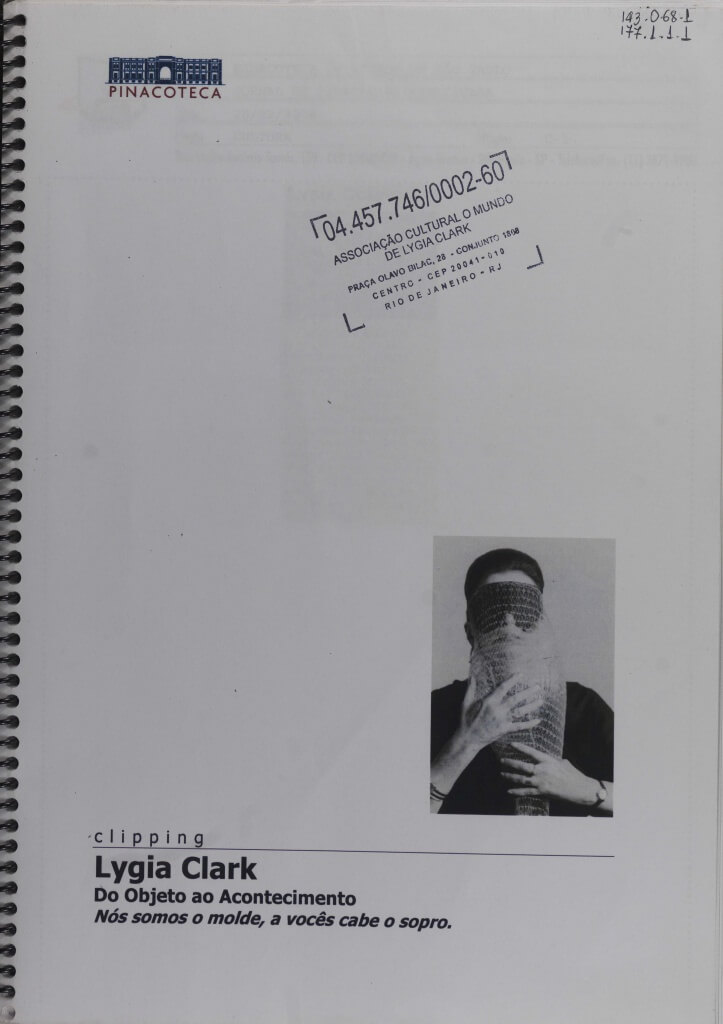 143.0-68-1
177.1.1.1
PINACOTECA
04.457.746/0002-60
ASSOCIAÇÃO CULTURAL O MUNDO
DE LYGIA CLARK
PRAÇA OLAVO BILAC, 28 - CONJUNTO 1808
CENTRO - CEP 20041-010
RIO DE JANEIRO - RJ
clipping
Lygia Clark
Do Objeto ao Acontecimento
Nós somos o molde, a vocês cabe o sopro.